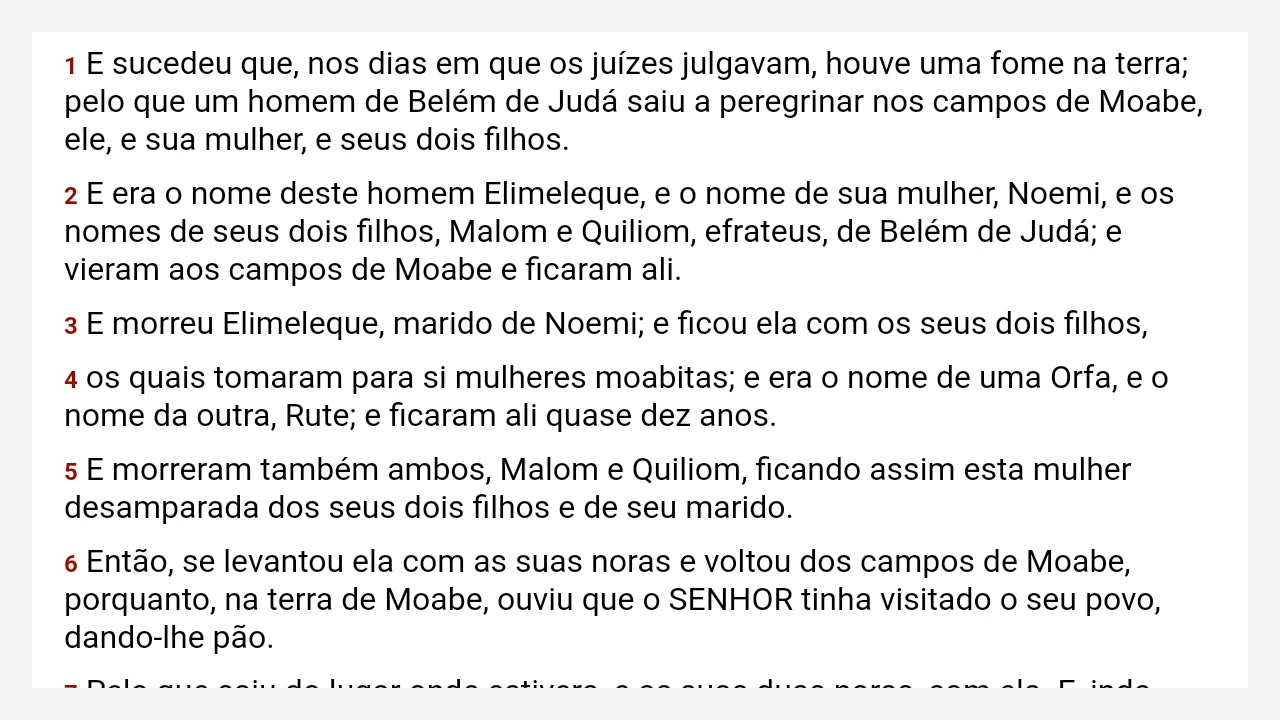 1 E sucedeu que, nos dias em que os juízes julgavam, houve uma fome na terra;
pelo que um homem de Belém de Judá saiu a peregrinar nos campos de Moabe,
ele, e sua mulher, e seus dois filhos.
2 E era o nome deste homem Elimeleque, e o nome de sua mulher, Noemi, e os
nomes de seus dois filhos, Malom e Quiliom, efrateus, de Belém de Judá; e
vieram aos campos de Moabe e ficaram ali.
3 E morreu Elimeleque, marido de Noemi; e ficou ela com os seus dois filhos,
4 os quais tomaram para si mulheres moabitas; e era o nome de uma Orfa, e o
nome da outra, Rute; e ficaram ali quase dez anos.
5 E morreram também ambos, Malom e Quiliom, ficando assim esta mulher
desamparada dos seus dois filhos e de seu marido.
6 Então, se levantou ela com as suas noras e voltou dos campos de Moabe,
porquanto, na terra de Moabe, ouviu que o SENHOR tinha visitado o seu povo,
dando-lhe pão.